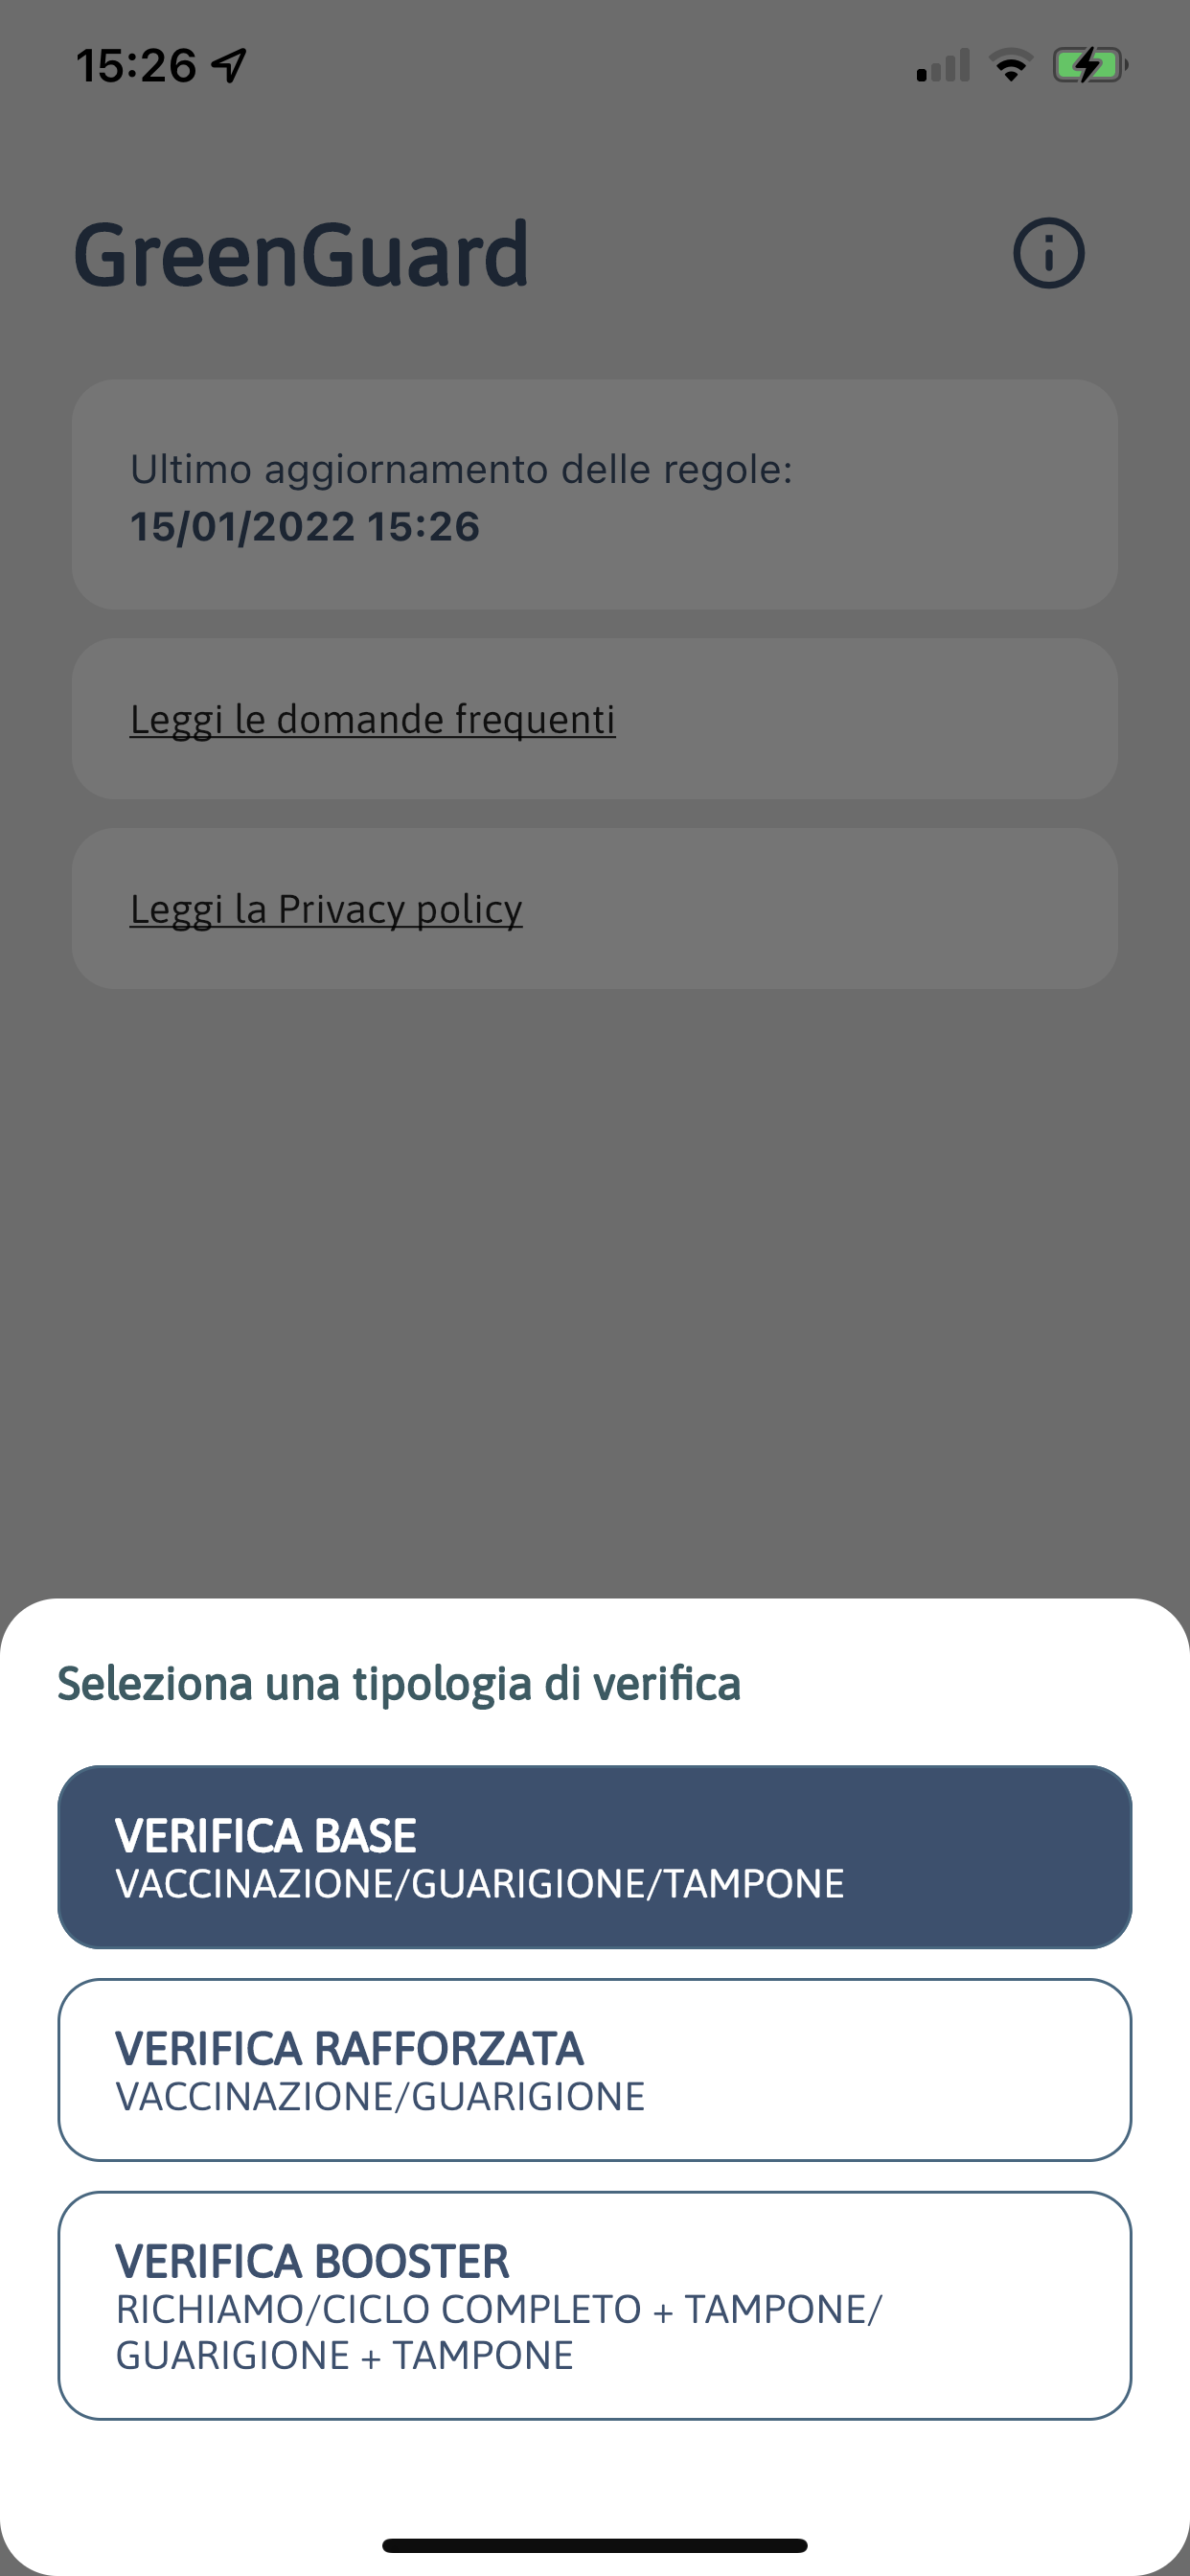 15:26
GreenGuard
Ultimo aggiornamento delle regole:
15/01/2022 15:26
Leggi le domande frequenti
Leggi la Privacy policy
Seleziona una tipologia di verifica
VERIFICA BASE
VACCINAZIONE/GUARIGIONE/TAMPONE
VERIFICA RAFFORZATA
VACCINAZIONE/GUARIGIONE
VERIFICA BOOSTER
RICHIAMO/CICLO COMPLETO + TAMPONE/
GUARIGIONE + TAMPONE